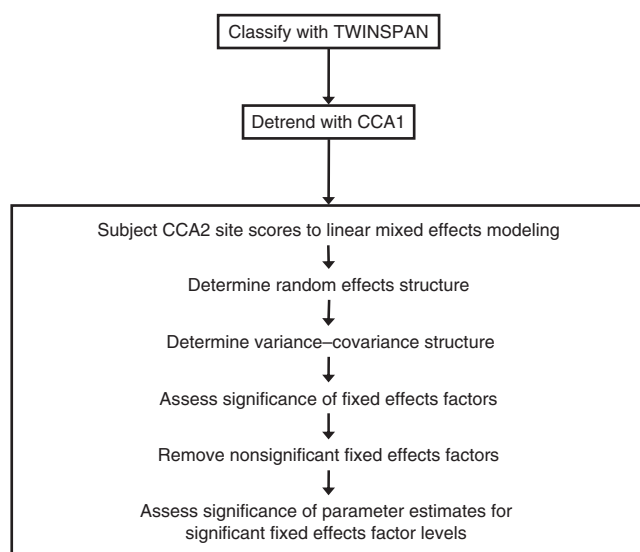 Classify with TWINSPAN
Detrend with CCA1
Subject CCA2 site scores to linear mixed effects modeling
Determine random effects structure
Determine variance–covariance structure
Assess significance of fixed effects factors
Remove nonsignificant fixed effects factors
Assess significance of parameter estimates for
significant fixed effects factor levels